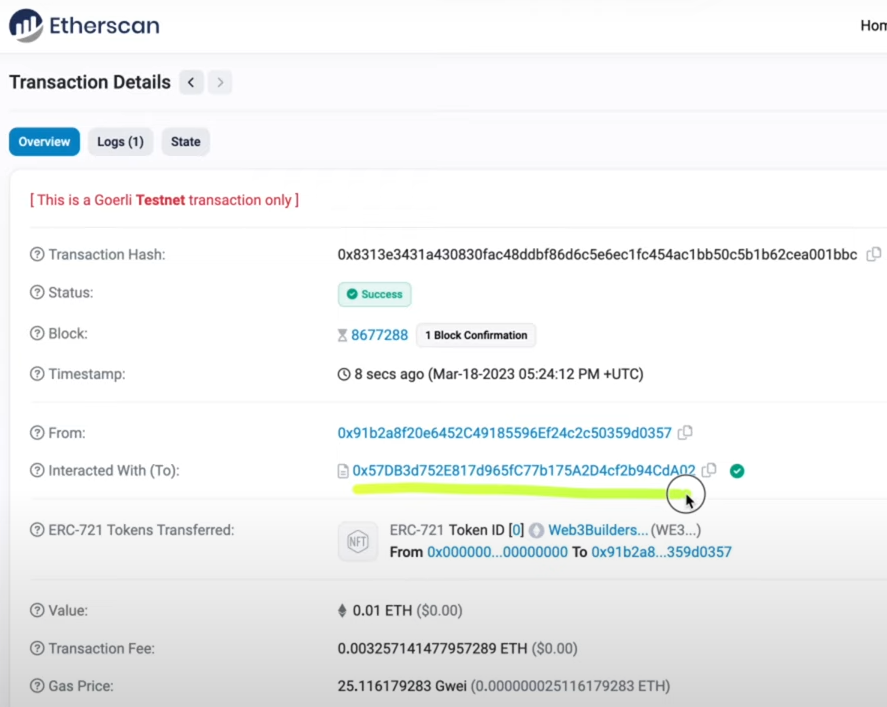 Etherscan
Hom
Transaction Details
Overview
Logs (1)
State
[ This is a Goerli Testnet transaction only ]
Transaction Hash: 0x8313e3431a430830fac48ddbf86d6c5e6ec1fc454ac1bb50c5b1b62cea001bbc
Status: Success
Block: 8677288 1 Block Confirmation
Timestamp: 8 secs ago (Mar-18-2023 05:24:12 PM +UTC)
From: 0x91b2a8f20e6452C49185596Ef24c2c50359d0357
Interacted With (To): 0x57DB3d752E817d965fC77b175A2D4cf2b94CdA02
ERC-721 Tokens Transferred: NFT ERC-721 Token ID [0] Web3Builders... (WE3...)
From 0x000000...00000000 To 0x91b2a8...359d0357
Value: 0.01 ETH ($0.00)
Transaction Fee: 0.003257141477957289 ETH ($0.00)
Gas Price: 25.116179283 Gwei (0.000000025116179283 ETH)